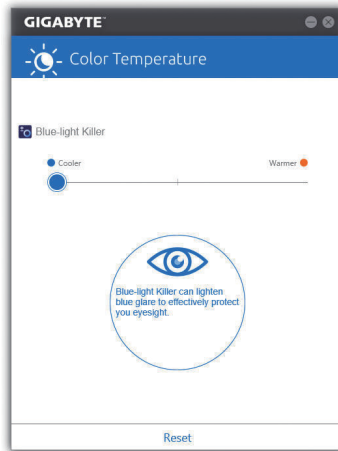 GIGABYTE™
Color Temperature
Blue-light Killer
Cooler Warmer
Blue-light Killer can lighten
blue glare to effectively protect
you eyesight.
Reset